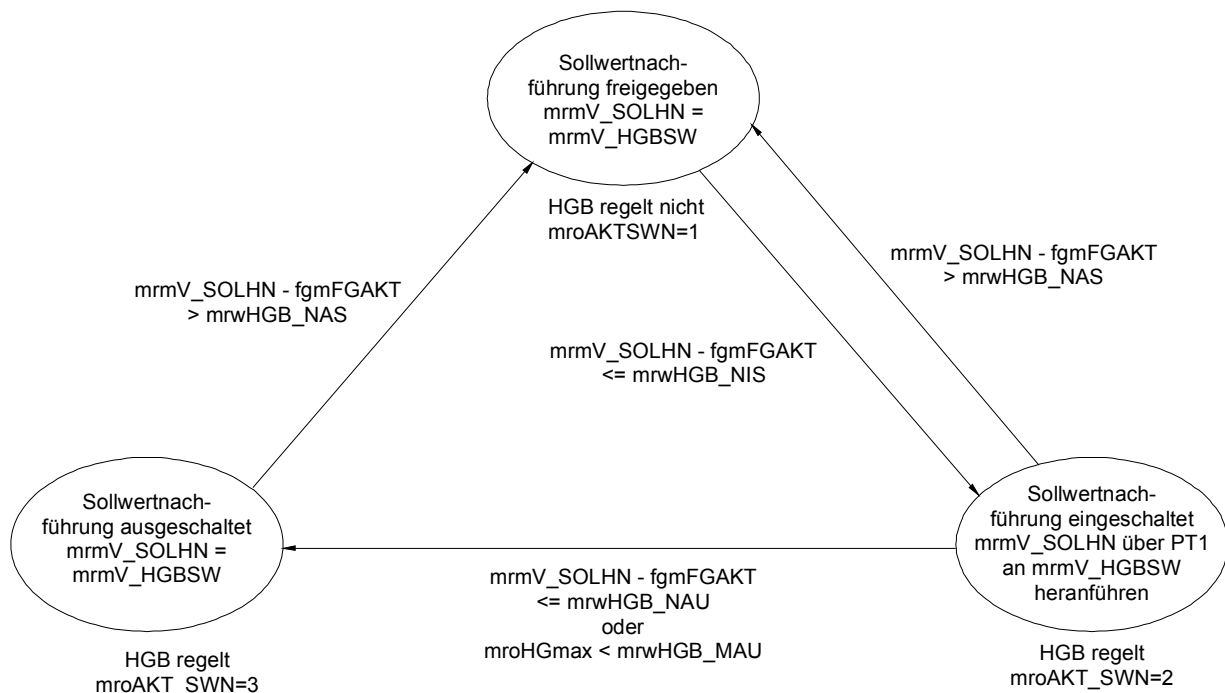 Sollwertnach-
führung freigegeben
mrmV_SOLHN =
mrmV_HGBSW
HGB regelt nicht
mroAKTSWN=1
mrmV_SOLHN - fgmFGAKT
> mrwHGB_NAS
mrmV_SOLHN - fgmFGAKT
> mrwHGB_NAS
mrmV_SOLHN - fgmFGAKT
<= mrwHGB_NIS
Sollwertnach-
führung ausgeschaltet
mrmV_SOLHN =
mrmV_HGBSW
HGB regelt
mroAKT_SWN=3
mrmV_SOLHN - fgmFGAKT
<= mrwHGB_NAU
oder
mroHGmax < mrwHGB_MAU
Sollwertnach-
führung eingeschaltet
mrmV_SOLHN über PT1
an mrmV_HGBSW
heranführen
HGB regelt
mroAKT_SWN=2